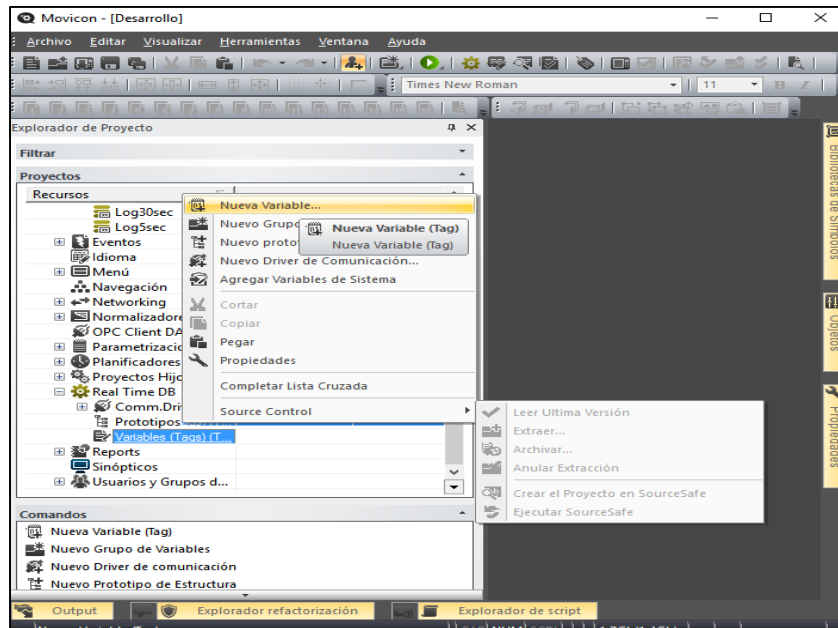 Movicon - [Desarrollo]
Archivo Editar Visualizar Herramientas Ventana Ayuda
Times New Roman 11 B I
Explorador de Proyecto
Filtrar
Proyectos
Recursos
Log30sec
Log5sec
Eventos
Idioma
Menú
Navegación
Networking
Normalizadore
OPC Client DA
Parametrizacio
Planificadores
Proyectos Hijo
Real Time DB
Comm.Dri
Prototipos
Variables (Tags) (T...
Reports
Sinópticos
Usuarios y Grupos d...
Nueva Variable...
Nuevo Grupo
Nuevo proto
Nuevo Driver de Comunicación...
Agregar Variables de Sistema
Cortar
Copiar
Pegar
Propiedades
Completar Lista Cruzada
Source Control
Nueva Variable (Tag)
Nueva Variable (Tag)
Leer Ultima Versión
Extraer...
Archivar...
Anular Extracción
Crear el Proyecto en SourceSafe
Ejecutar SourceSafe
Comandos
Nueva Variable (Tag)
Nuevo Grupo de Variables
Nuevo Driver de comunicación
Nuevo Prototipo de Estructura
Bibliotecas de Símbolos
Objetos
Propiedades
Output
Explorador refactorización
Explorador de script